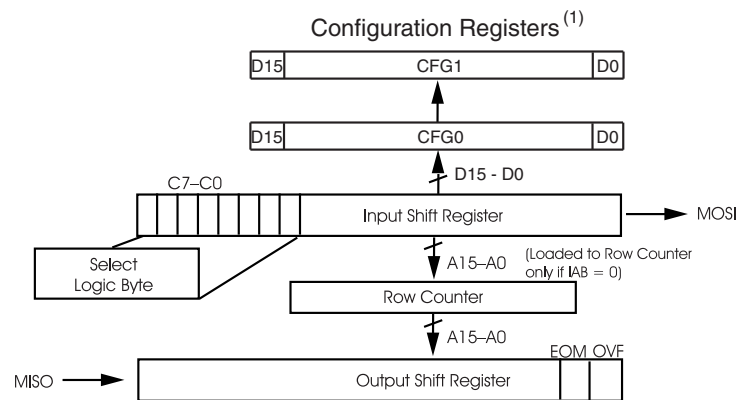 Configuration Registers (1)
D15 CFG1 D0
D15 CFG0 D0
D15 - D0
C7–C0
Input Shift Register
MOSI
Select
Logic Byte
A15–A0
(Loaded to Row Counter
only if IAB = 0)
Row Counter
A15–A0
EOM OVF
MISO
Output Shift Register